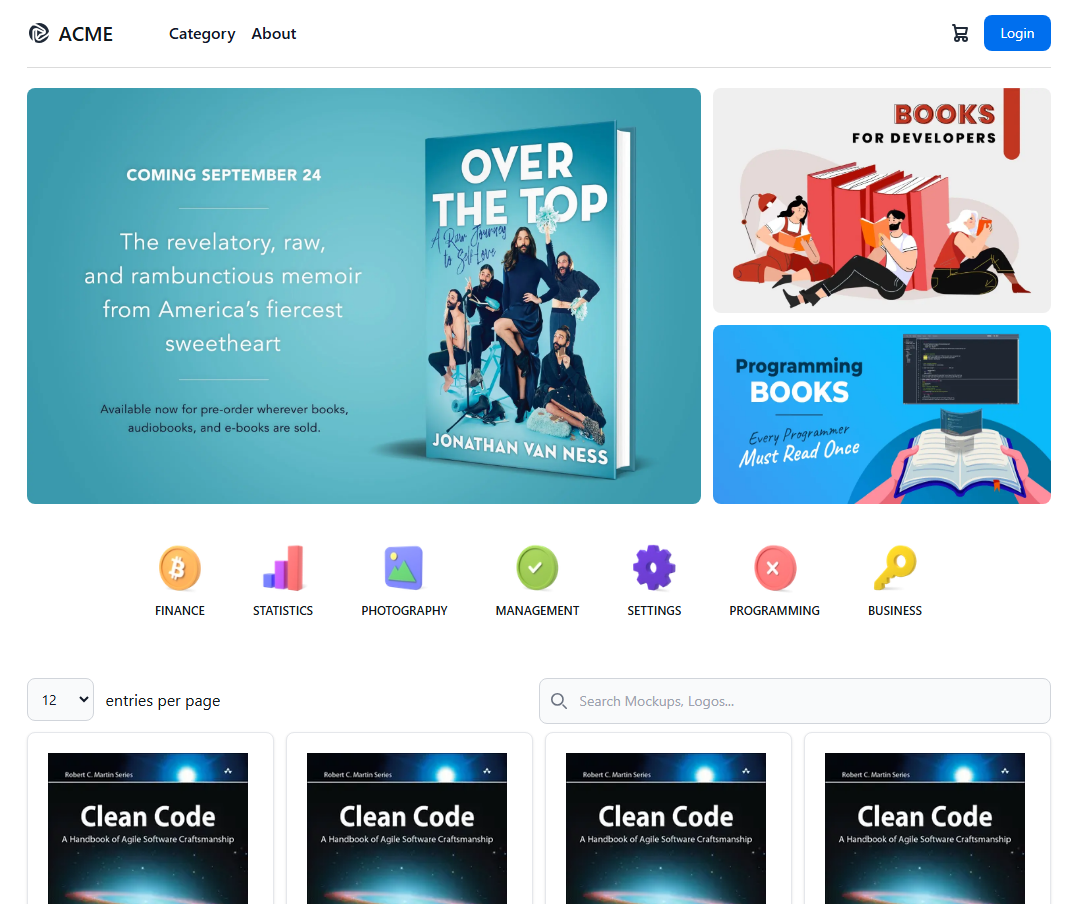 ACME
Category
About
Login
COMING SEPTEMBER 24
The revelatory, raw,
and rambunctious memoir
from America's fiercest
sweetheart
Available now for pre-order wherever books,
audiobooks, and e-books are sold.
OVER
THE TOP
A Raw Journey
to Self-Love
JONATHAN VAN NESS
BOOKS
FOR DEVELOPERS
Programming
BOOKS
Every Programmer
Must Read Once
FINANCE
STATISTICS
PHOTOGRAPHY
MANAGEMENT
SETTINGS
PROGRAMMING
BUSINESS
12
entries per page
Search Mockups, Logos...
Robert C. Martin Series
Clean Code
A Handbook of Agile Software Craftsmanship
Robert C. Martin Series
Clean Code
A Handbook of Agile Software Craftsmanship
Robert C. Martin Series
Clean Code
A Handbook of Agile Software Craftsmanship
Robert C. Martin Series
Clean Code
A Handbook of Agile Software Craftsmanship